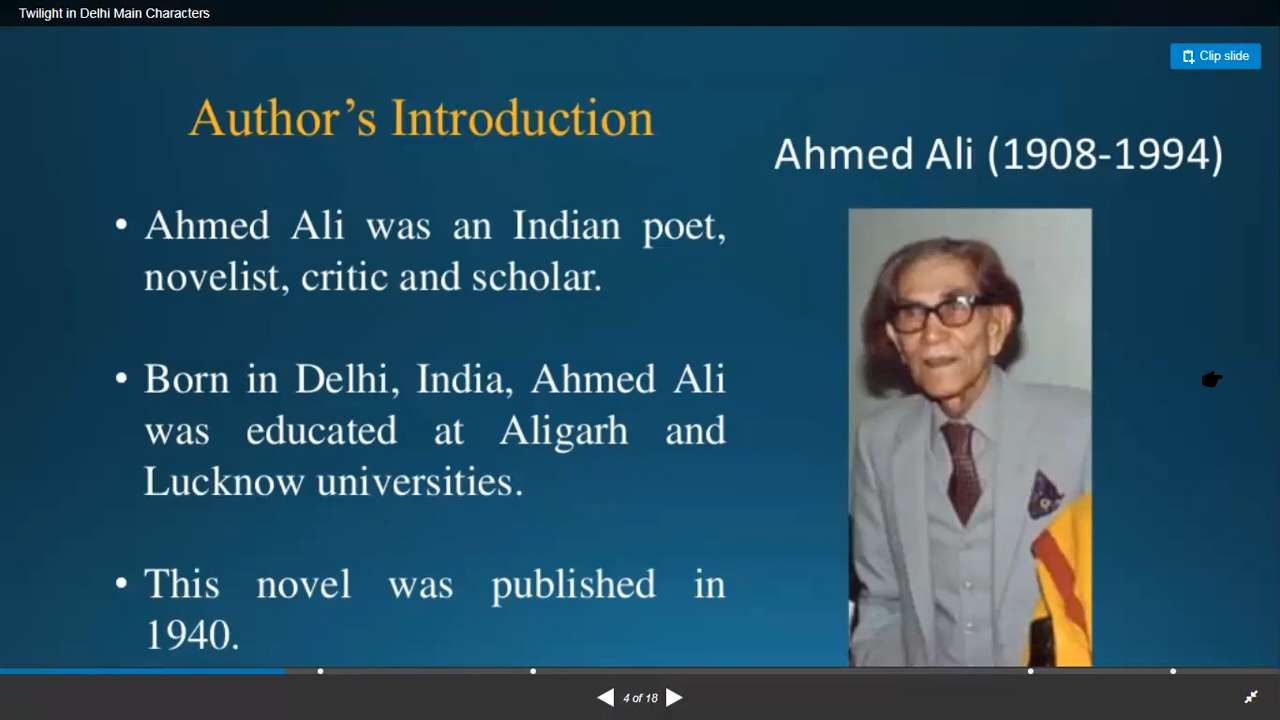 Twilight in Delhi Main Characters
Clip slide
Author’s Introduction
Ahmed Ali (1908-1994)
• Ahmed Ali was an Indian poet,
novelist, critic and scholar.
• Born in Delhi, India, Ahmed Ali
was educated at Aligarh and
Lucknow universities.
• This novel was published in
1940.
4 of 18